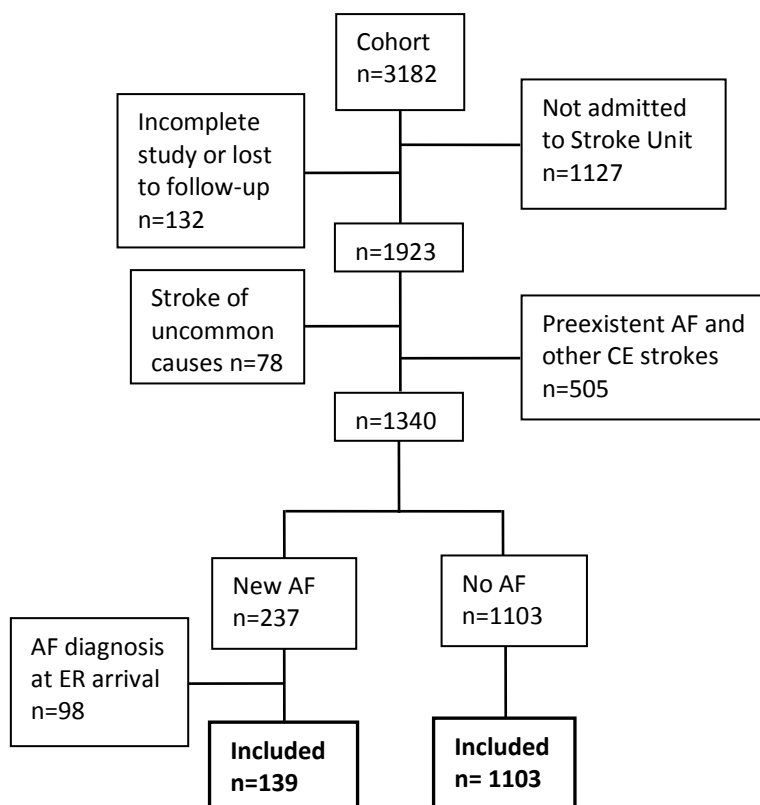 Cohort
n=3182
Incomplete
study or lost
to follow-up
n=132
Not admitted
to Stroke Unit
n=1127
n=1923
Stroke of
uncommon
causes n=78
Preexistent AF and
other CE strokes
n=505
n=1340
New AF
n=237
No AF
n=1103
AF diagnosis
at ER arrival
n=98
Included
n=139
Included
n= 1103